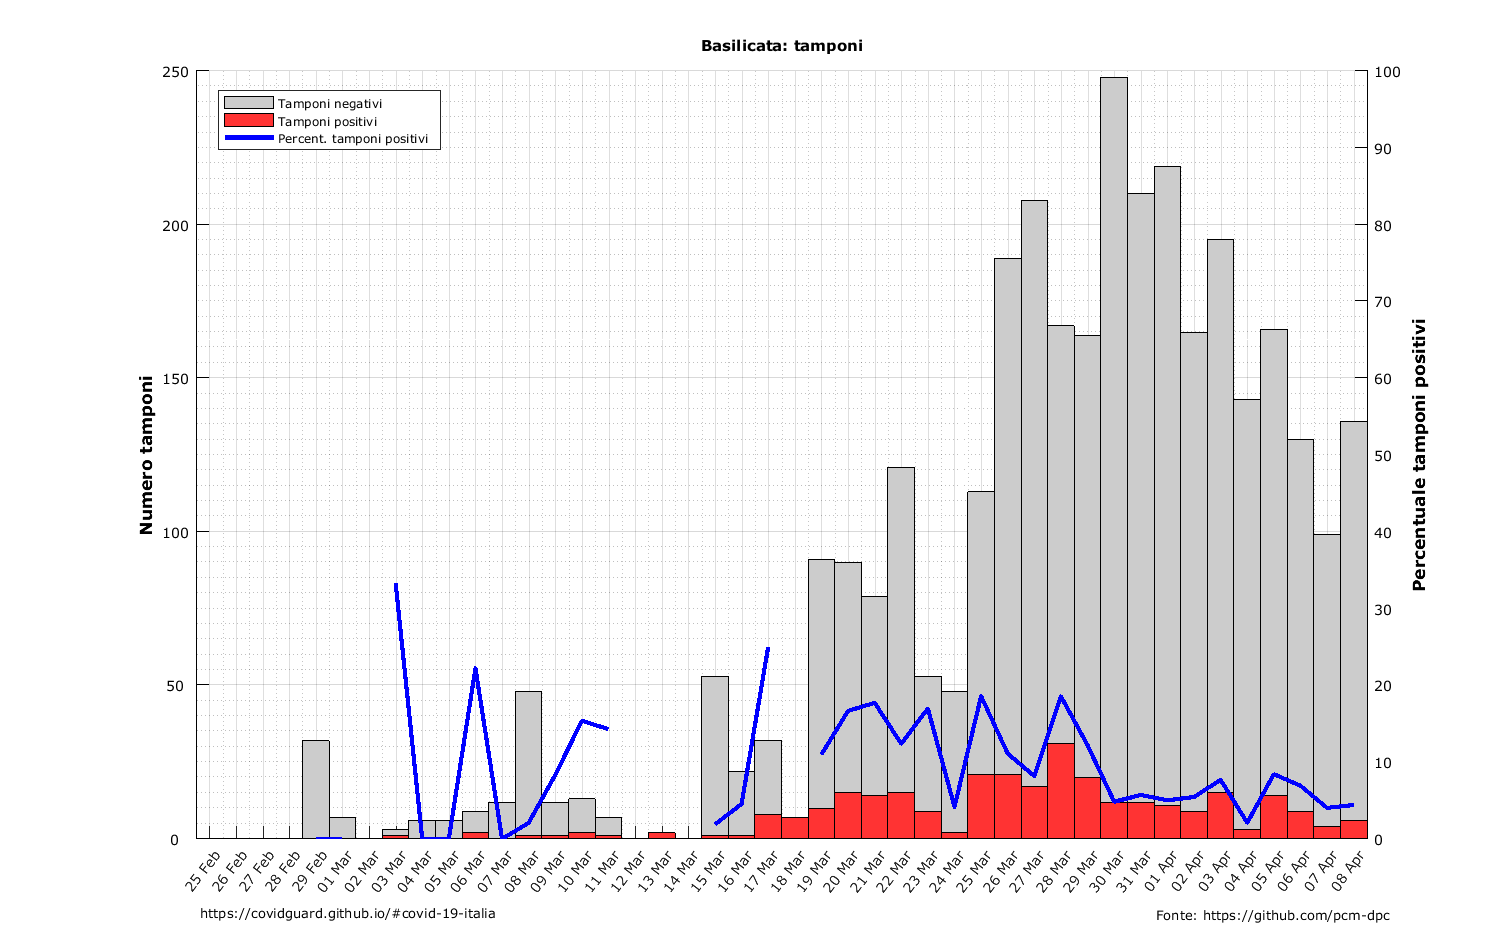 Basilicata: tamponi
Tamponi negativi
Tamponi positivi
Percent. tamponi positivi
Numero tamponi
250
200
150
100
50
0
Percentuale tamponi positivi
100
90
80
70
60
50
40
30
20
10
0
25 Feb
26 Feb
27 Feb
28 Feb
29 Feb
01 Mar
02 Mar
03 Mar
04 Mar
05 Mar
06 Mar
07 Mar
08 Mar
09 Mar
10 Mar
11 Mar
12 Mar
13 Mar
14 Mar
15 Mar
16 Mar
17 Mar
18 Mar
19 Mar
20 Mar
21 Mar
22 Mar
23 Mar
24 Mar
25 Mar
26 Mar
27 Mar
28 Mar
29 Mar
30 Mar
31 Mar
01 Apr
02 Apr
03 Apr
04 Apr
05 Apr
06 Apr
07 Apr
08 Apr
https://covidguard.github.io/#covid-19-italia
Fonte: https://github.com/pcm-dpc